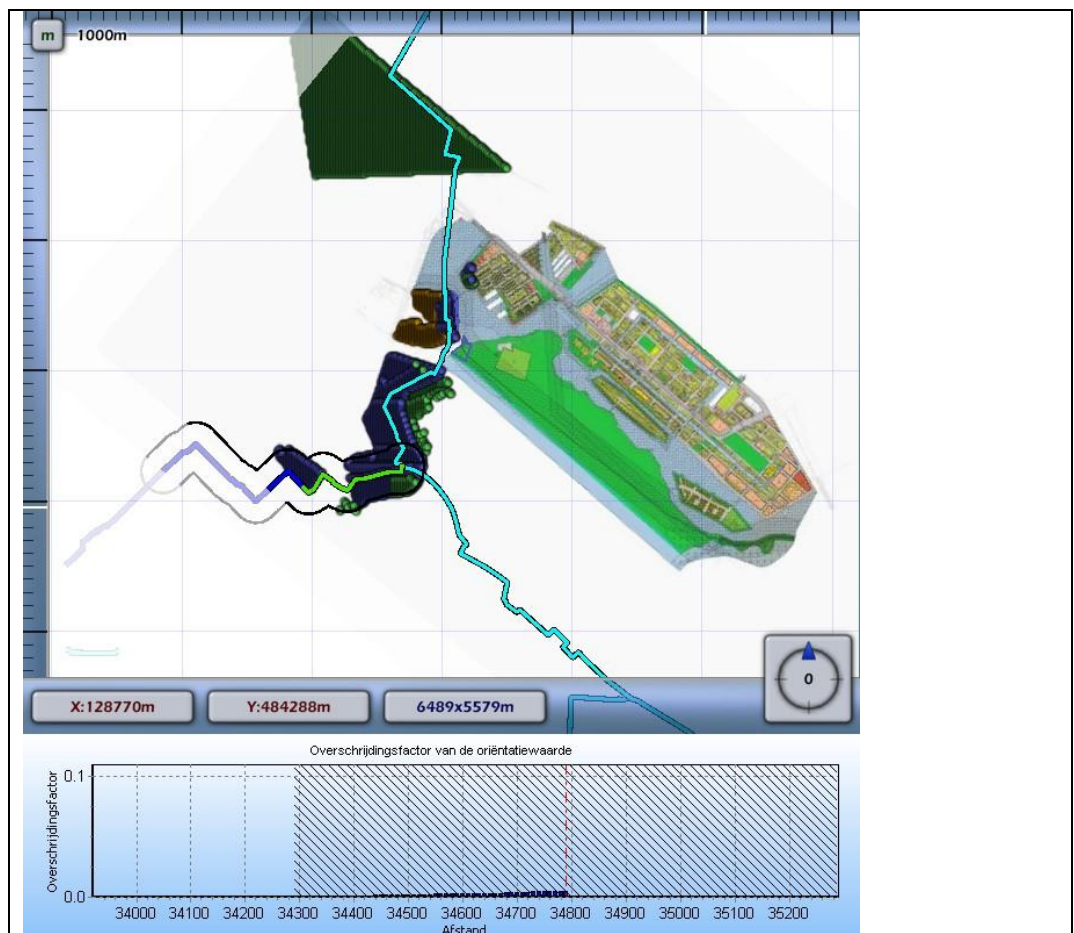 m 1000m
0
X:128770m Y:484288m 6489x5579m
Overschrijdingsfactor van de oriëntatiewaarde
Overschrijdingsfactor
0.1
0.0
34000 34100 34200 34300 34400 34500 34600 34700 34800 34900 35000 35100 35200
Afstand